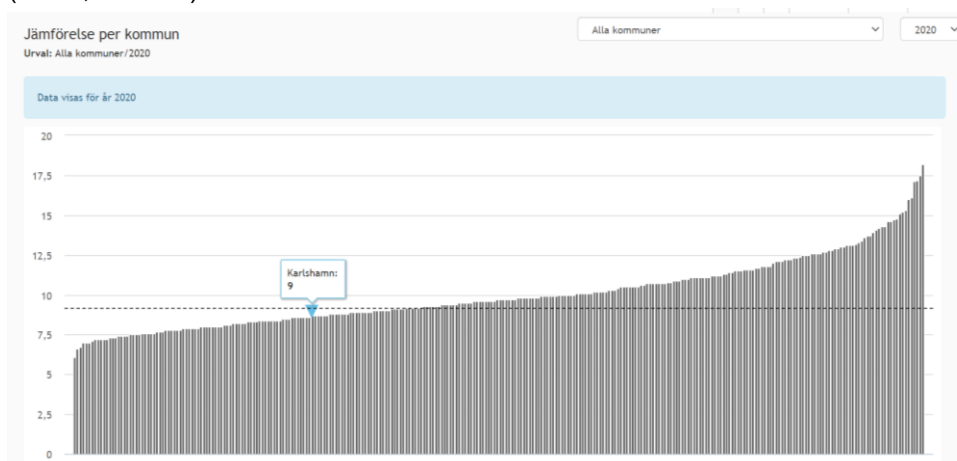 Jämförelse per kommun
Urval: Alla kommuner/2020
Alla kommuner
2020
Data visas för år 2020
20
17,5
15
12,5
10
7,5
5
2,5
0
Karlshamn:
9